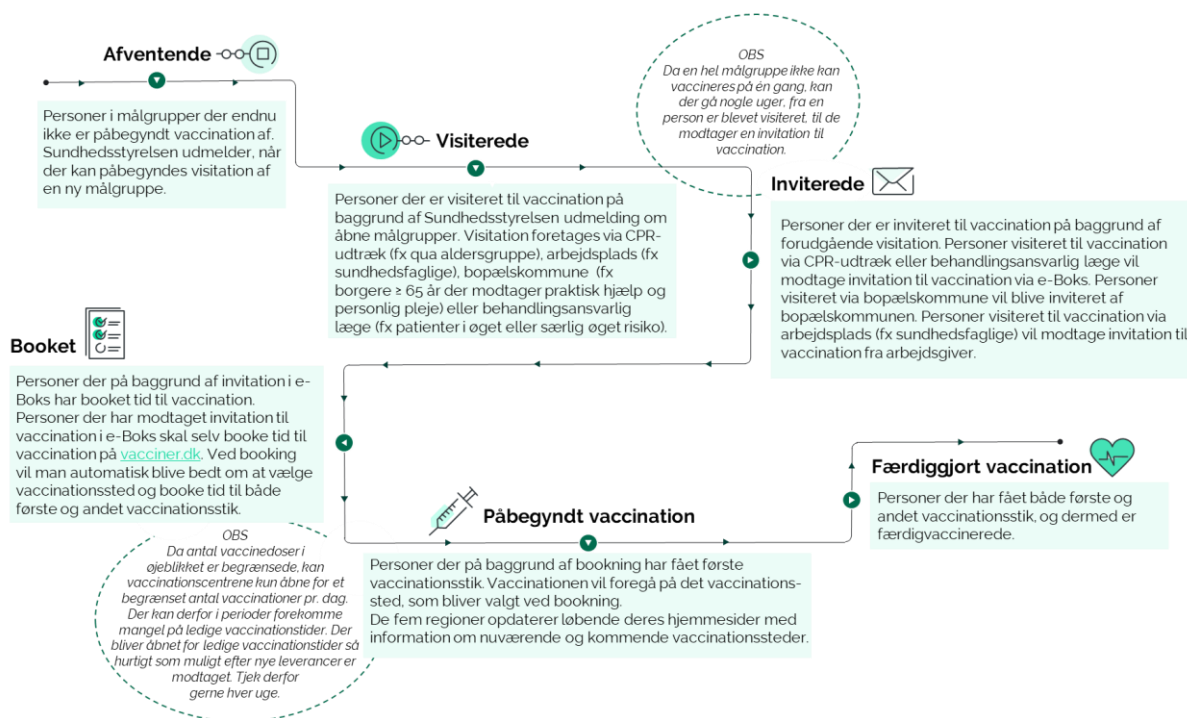 Afventende
Personer i målgrupper der endnu
ikke er påbegyndt vaccination af.
Sundhedsstyrelsen udmelder, når
der kan påbegyndes visitation af
en ny målgruppe.
Visiterede
Personer der er visiteret til vaccination på
baggrund af Sundhedsstyrelsen udmelding om
åbne målgrupper. Visitation foretages via CPR-
udtræk (fx qua aldersgruppe), arbejdsplads (fx
sundhedsfaglige), bopælskommune (fx
borgere ≥ 65 år der modtager praktisk hjælp og
personlig pleje) eller behandlingsansvarlig
læge (fx patienter i øget eller særlig øget risiko).
OBS
Da en hel målgruppe ikke kan
vaccineres på én gang, kan
der gå nogle uger, fra en
person er blevet visiteret, til de
modtager en invitation til
vaccination.
Inviterede
Personer der er inviteret til vaccination på baggrund af
forudgående visitation. Personer visiteret til vaccination
via CPR-udtræk eller behandlingsansvarlig læge vil
modtage invitation til vaccination via e-Boks. Personer
visiteret via bopælskommune vil blive inviteret af
bopælskommunen. Personer visiteret til vaccination via
arbejdsplads (fx sundhedsfaglige) vil modtage invitation til
vaccination fra arbejdsgiver.
Booket
Personer der på baggrund af invitation i e-
Boks har booket tid til vaccination.
Personer der har modtaget invitation til
vaccination i e-Boks skal selv booke tid til
vaccination på vacciner.dk. Ved booking
vil man automatisk blive bedt om at vælge
vaccinationssted og booke tid til både
første og andet vaccinationsstik.
OBS
Da antal vaccinedoser i
øjeblikket er begrænsede, kan
vaccinationscentrene kun åbne for et
begrænset antal vaccinationer pr. dag.
Der kan derfor i perioder forekomme
mangel på ledige vaccinationstider. Der
bliver åbnet for ledige vaccinationstider så
hurtigt som muligt efter nye leverancer er
modtaget. Tjek derfor
gerne hver uge.
Påbegyndt vaccination
Personer der på baggrund af bookning har fået første
vaccinationsstik. Vaccinationen vil foregå på det vaccinations-
sted, som bliver valgt ved bookning.
De fem regioner opdaterer løbende deres hjemmesider med
information om nuværende og kommende vaccinationssteder.
Færdiggjort vaccination
Personer der har fået både første og
andet vaccinationsstik, og dermed er
færdigvaccinerede.